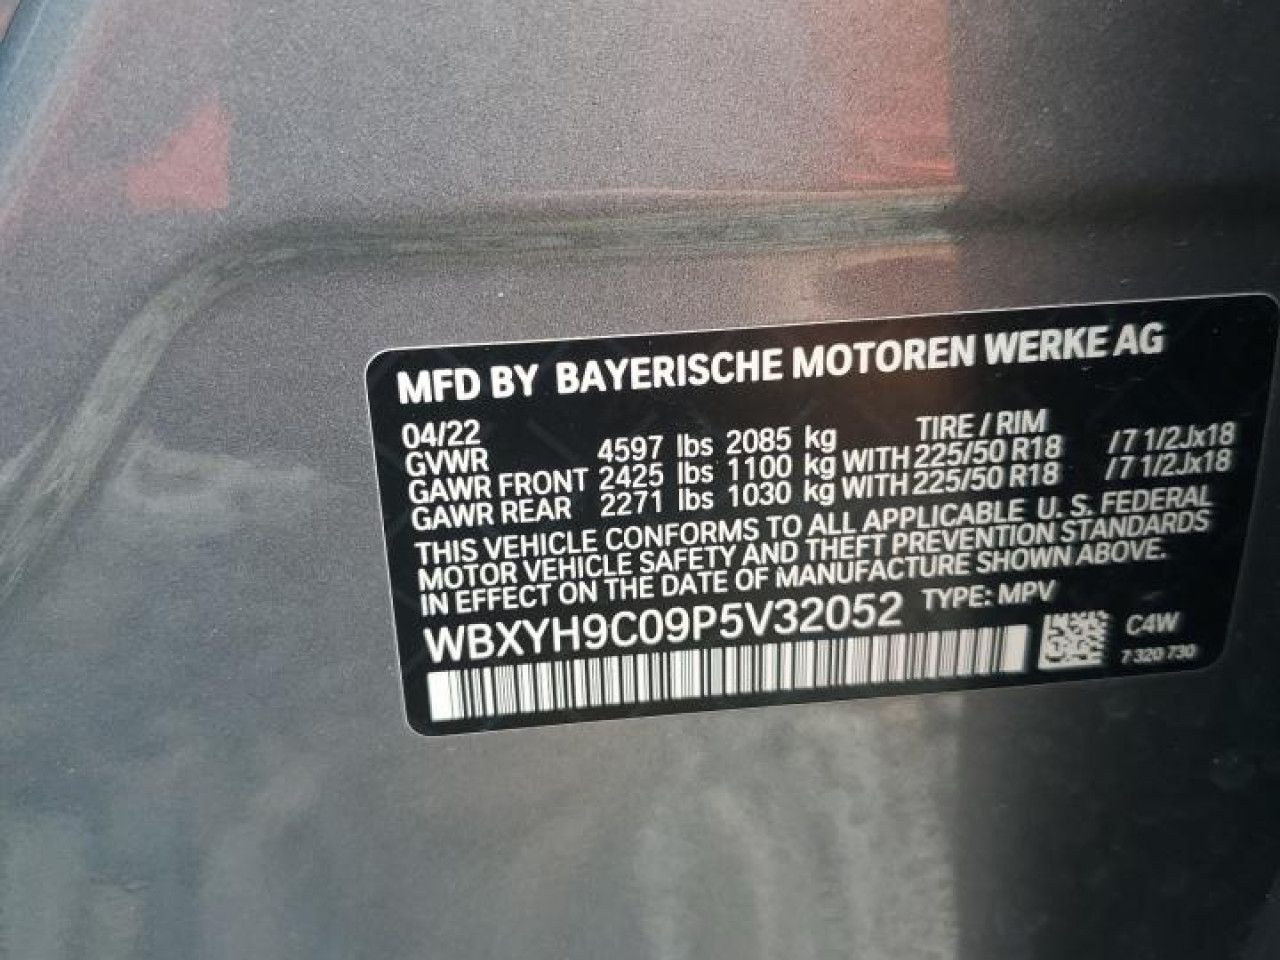 MFD BY BAYERISCHE MOTOREN WERKE AG
04/22 TIRE / RIM
GVWR 4597 lbs 2085 kg
GAWR FRONT 2425 lbs 1100 kg WITH 225/50 R18 /7 1/2Jx18
GAWR REAR 2271 lbs 1030 kg WITH 225/50 R18 /7 1/2Jx18
THIS VEHICLE CONFORMS TO ALL APPLICABLE U. S. FEDERAL
MOTOR VEHICLE SAFETY AND THEFT PREVENTION STANDARDS
IN EFFECT ON THE DATE OF MANUFACTURE SHOWN ABOVE.
WBXYH9C09P5V32052 TYPE: MPV
C4W
7 320 730